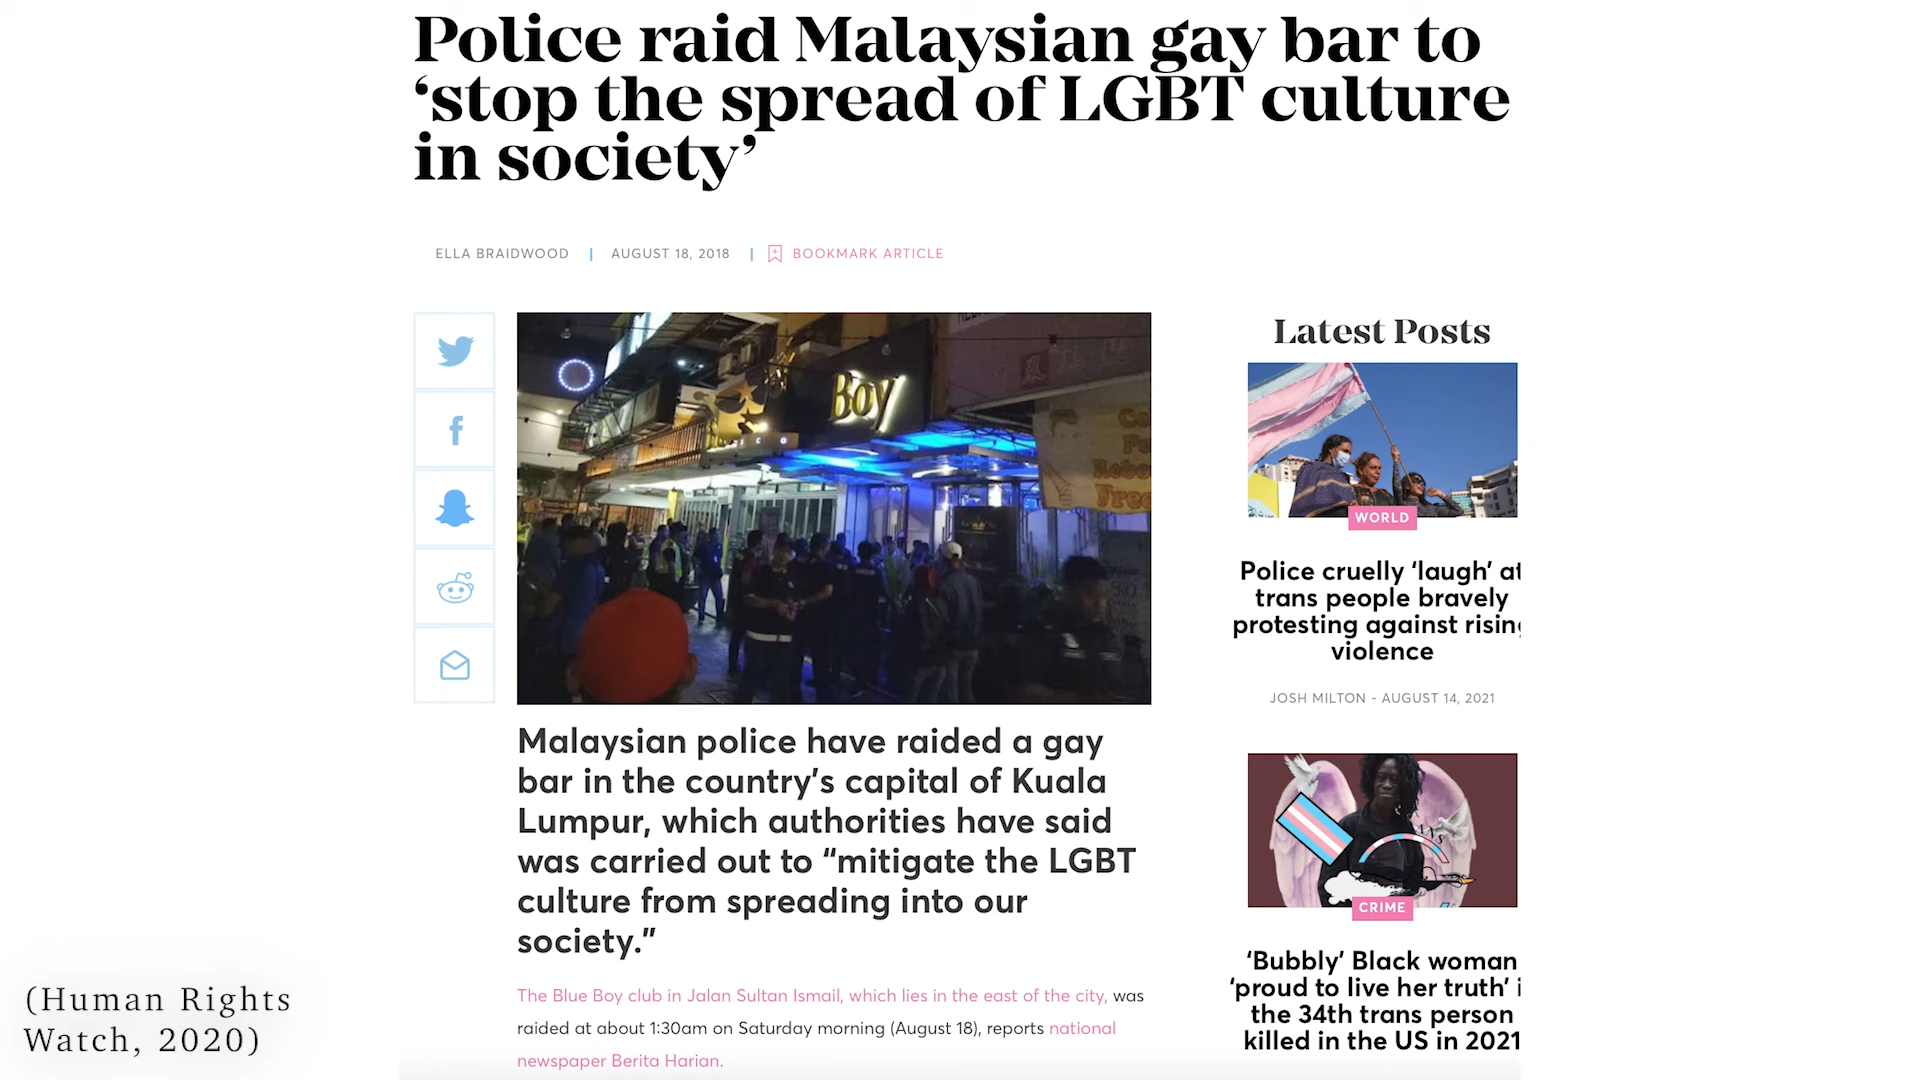 Police raid Malaysian gay bar to
‘stop the spread of LGBT culture
in society’
ELLA BRAIDWOOD | AUGUST 18, 2018 | BOOKMARK ARTICLE
Boy
Latest Posts
WORLD
Police cruelly ‘laugh’ at
trans people bravely
protesting against rising
violence
JOSH MILTON - AUGUST 14, 2021
CRIME
‘Bubbly’ Black woman
‘proud to live her truth’ i
the 34th trans person
killed in the US in 2021
Malaysian police have raided a gay
bar in the country’s capital of Kuala
Lumpur, which authorities have said
was carried out to “mitigate the LGBT
culture from spreading into our
society.”
The Blue Boy club in Jalan Sultan Ismail, which lies in the east of the city, was
raided at about 1:30am on Saturday morning (August 18), reports national
newspaper Berita Harian.
(Human Rights
Watch, 2020)